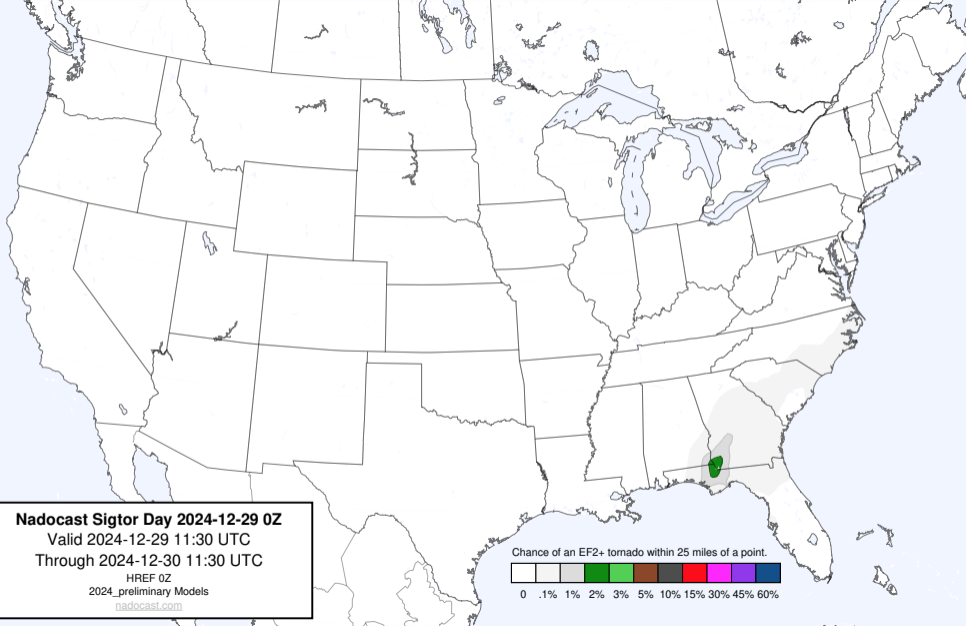 Nadocast Sigtor Day 2024-12-29 0Z
Valid 2024-12-29 11:30 UTC
Through 2024-12-30 11:30 UTC
HREF 0Z
2024_preliminary Models
nadocast.com
Chance of an EF2+ tornado within 25 miles of a point.
0 .1% 1% 2% 3% 5% 10% 15% 30% 45% 60%